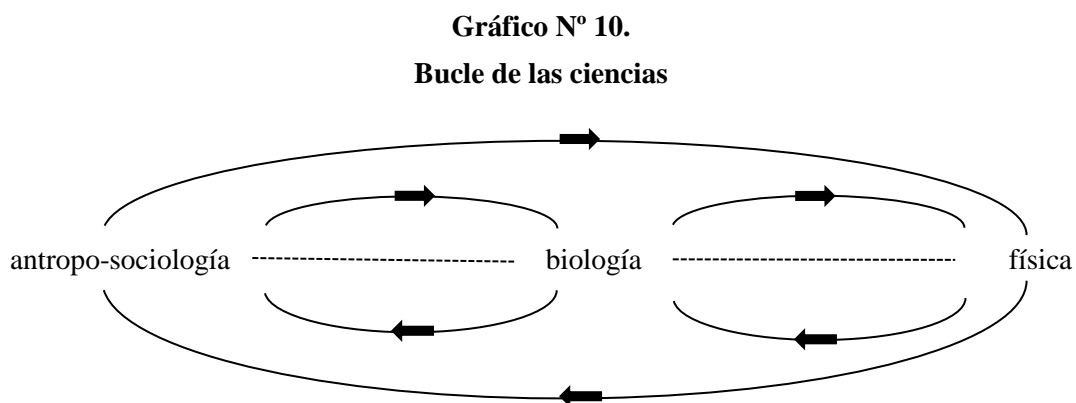 Gráfico Nº 10.
Bucle de las ciencias
antropo-sociología biología física